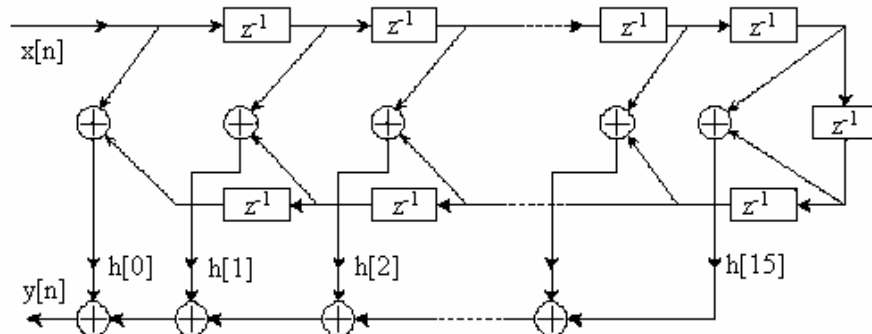 z⁻¹ z⁻¹ z⁻¹ z⁻¹
x[n]
z⁻¹
z⁻¹ z⁻¹ z⁻¹
h[0] h[1] h[2] h[15]
y[n]